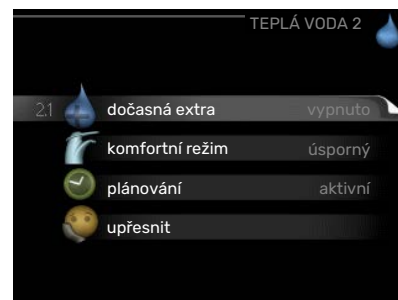 TEPLÁ VODA 2
2.1 dočasná extra vypnuto
komfortní režim úsporný
plánování aktivní
upřesnit